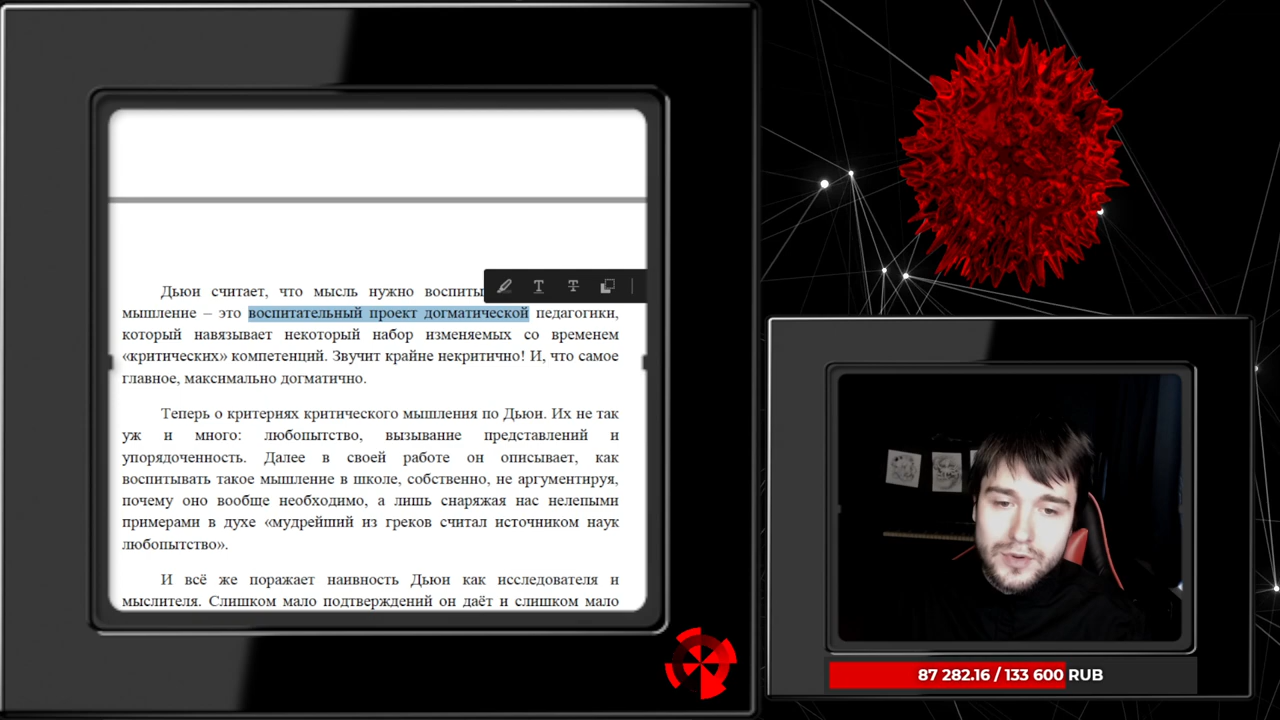 Дьюи считает, что мысль нужно
мышление – это воспитательный проект догматической педагогики,
который навязывает некоторый набор изменяемых со временем
«критических» компетенций. Звучит крайне некритично! И, что самое
главное, максимально догматично.
Теперь о критериях критического мышления по Дьюи. Их не так
уж и много: любопытство, вызывание представлений и
упорядоченность. Далее в своей работе он описывает, как
воспитывать такое мышление в школе, собственно, не аргументируя,
почему оно вообще необходимо, а лишь снаряжая нас нелепыми
примерами в духе «мудрейший из греков считал источником наук
любопытство».
И всё же поражает наивность Дьюи как исследователя и
мыслителя. Слишком мало подтверждений он даёт и слишком мало
87 282.16 / 133 600 RUB